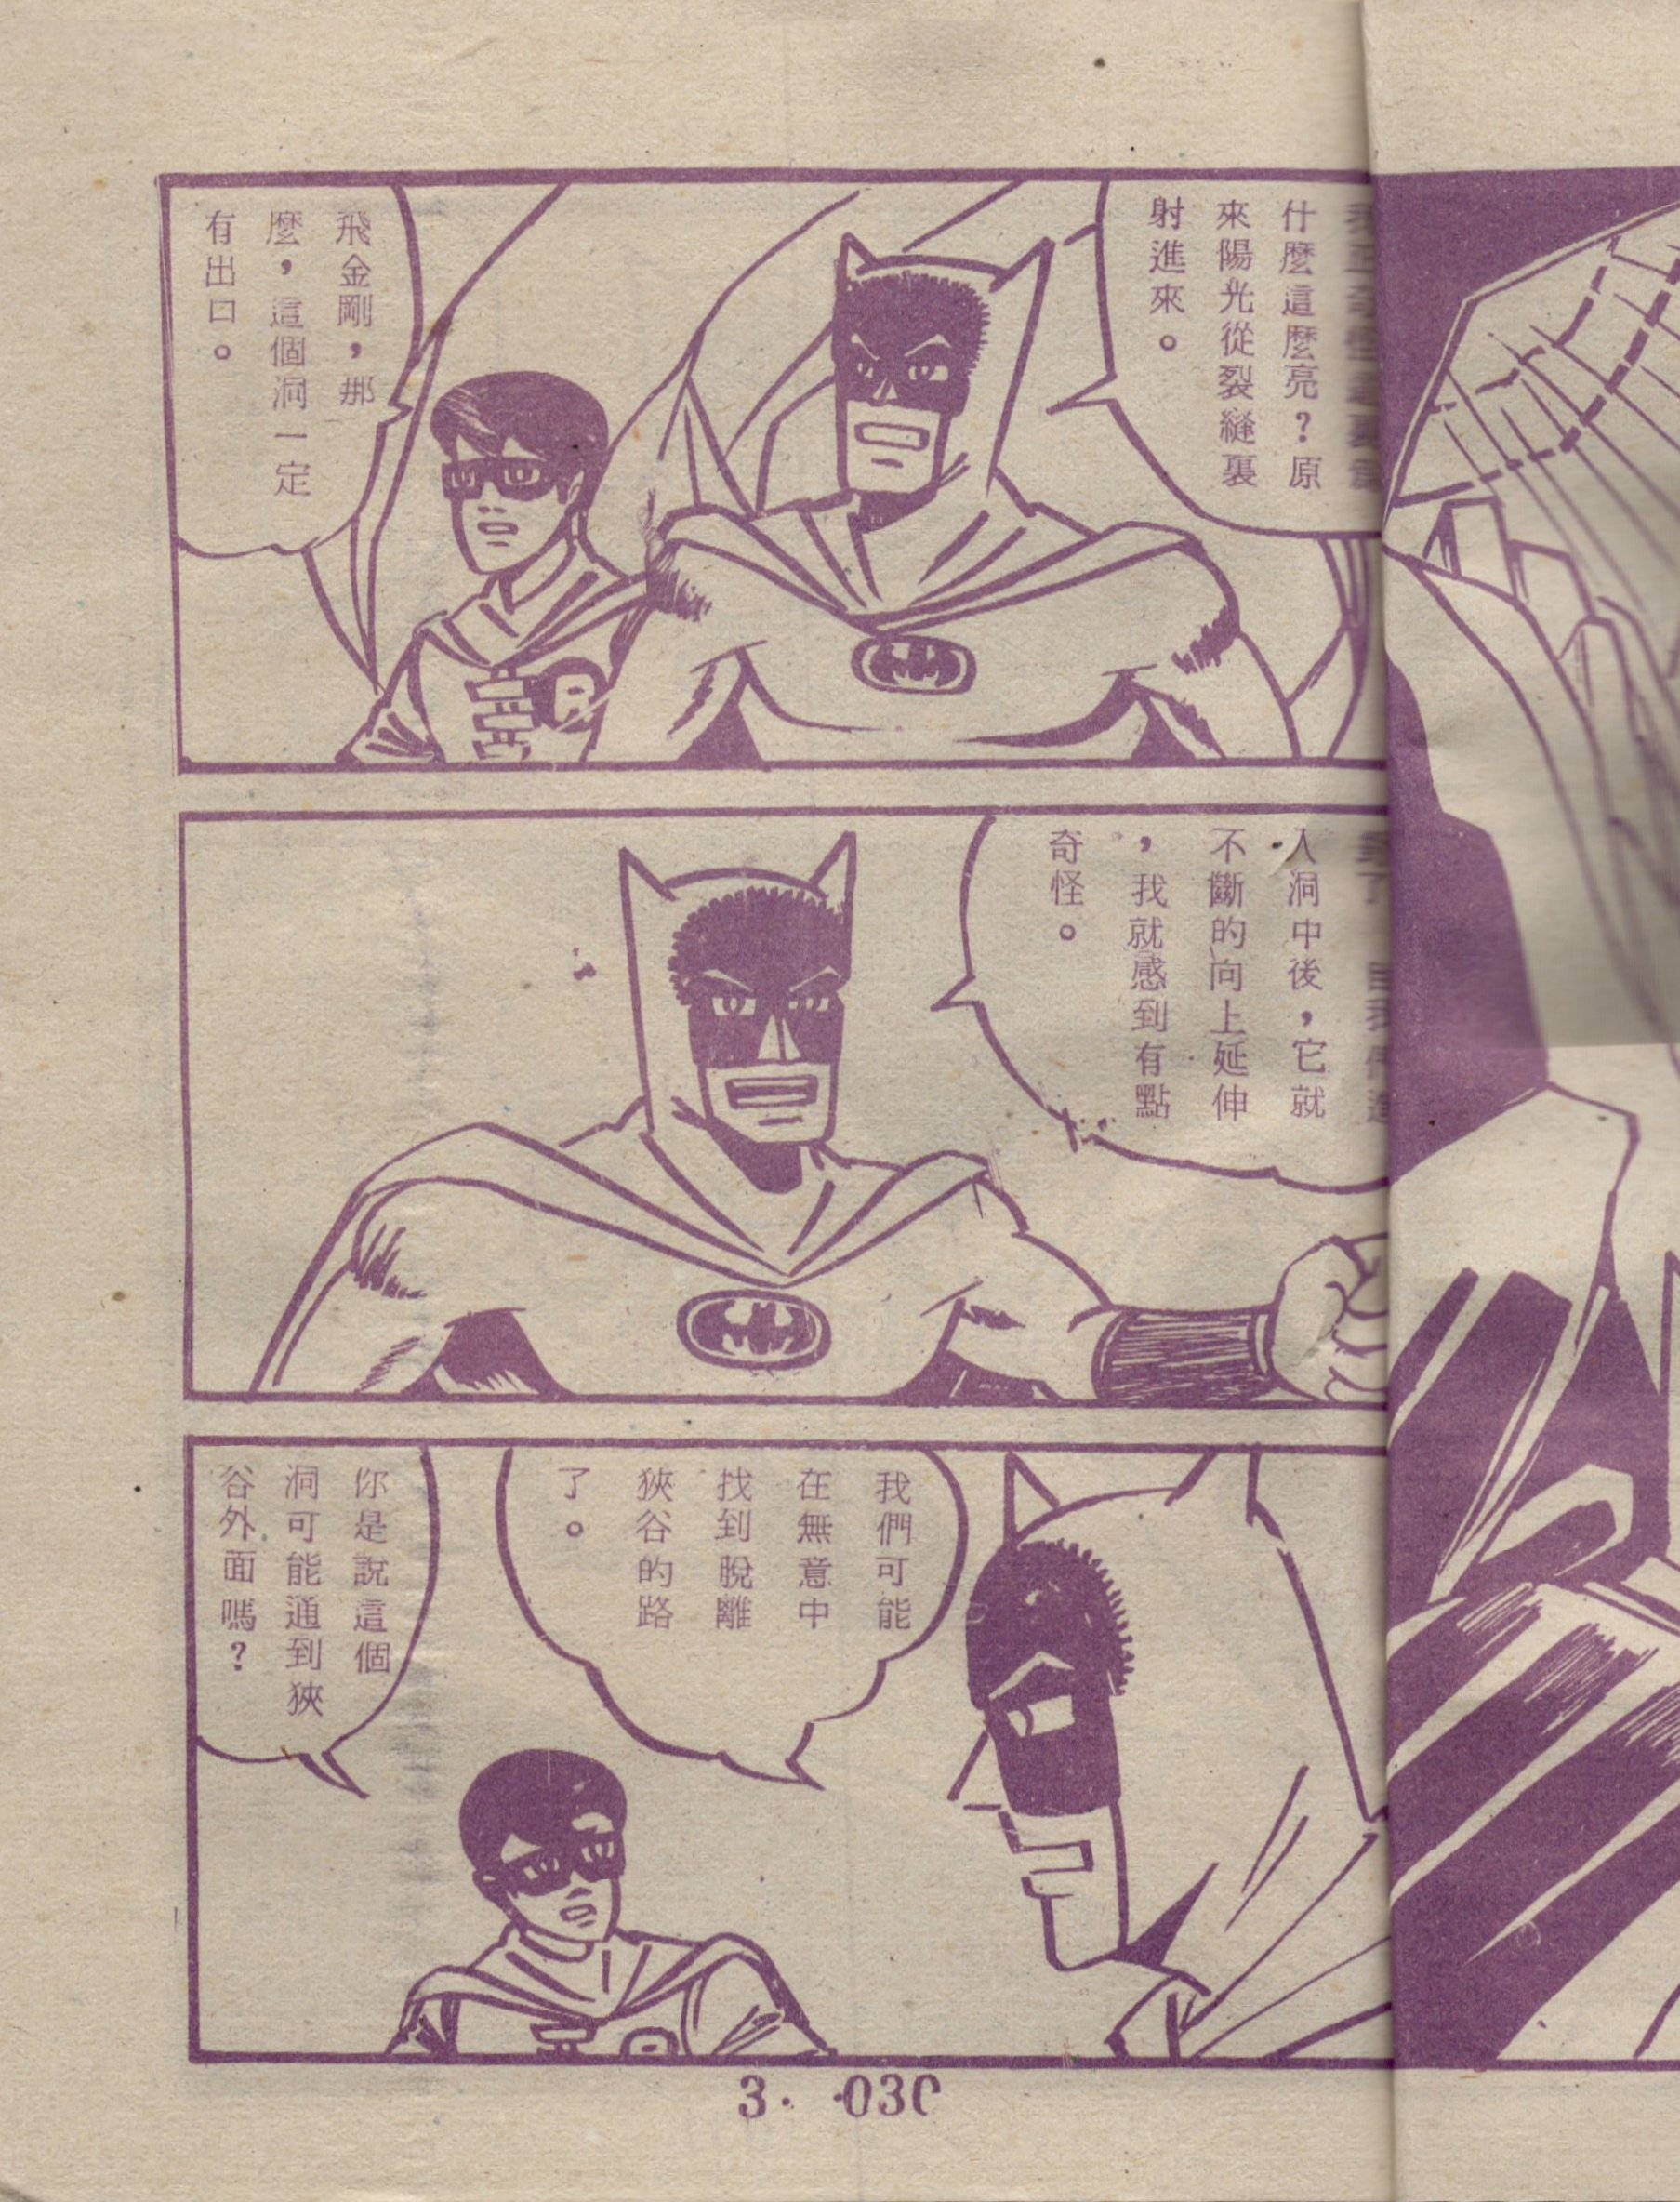 什麼這麼亮？原
來陽光從裂縫裏
射進來。
飛金剛，那
麼，這個洞一定
有出口。
R
入洞中後，它就
不斷的向上延伸
，我就感到有點
奇怪。
我們可能
在無意中
找到脫離
狹谷的路
了。
你是說這個
洞可能通到狹
谷外面嗎？
R
3. 030